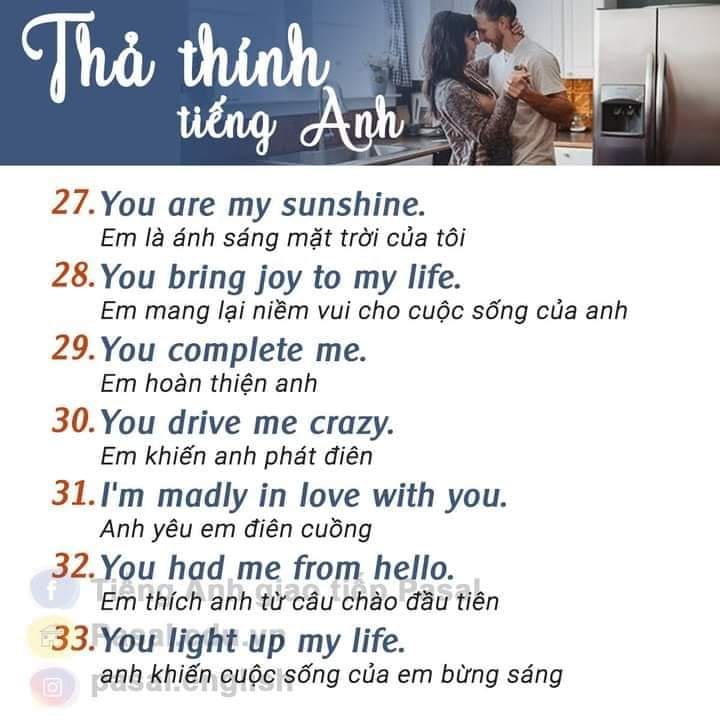 Thả thính
tiếng Anh
27. You are my sunshine.
Em là ánh sáng mặt trời của tôi
28. You bring joy to my life.
Em mang lại niềm vui cho cuộc sống của anh
29. You complete me.
Em hoàn thiện anh
30. You drive me crazy.
Em khiến anh phát điên
31. I'm madly in love with you.
Anh yêu em điên cuồng
32. You had me from hello.
Tiếng Anh giao tiếp Pasal
Em thích anh từ câu chào đầu tiên
33. You light up my life.
Pasal.edu.vn
anh khiến cuộc sống của em bừng sáng
pasal.english